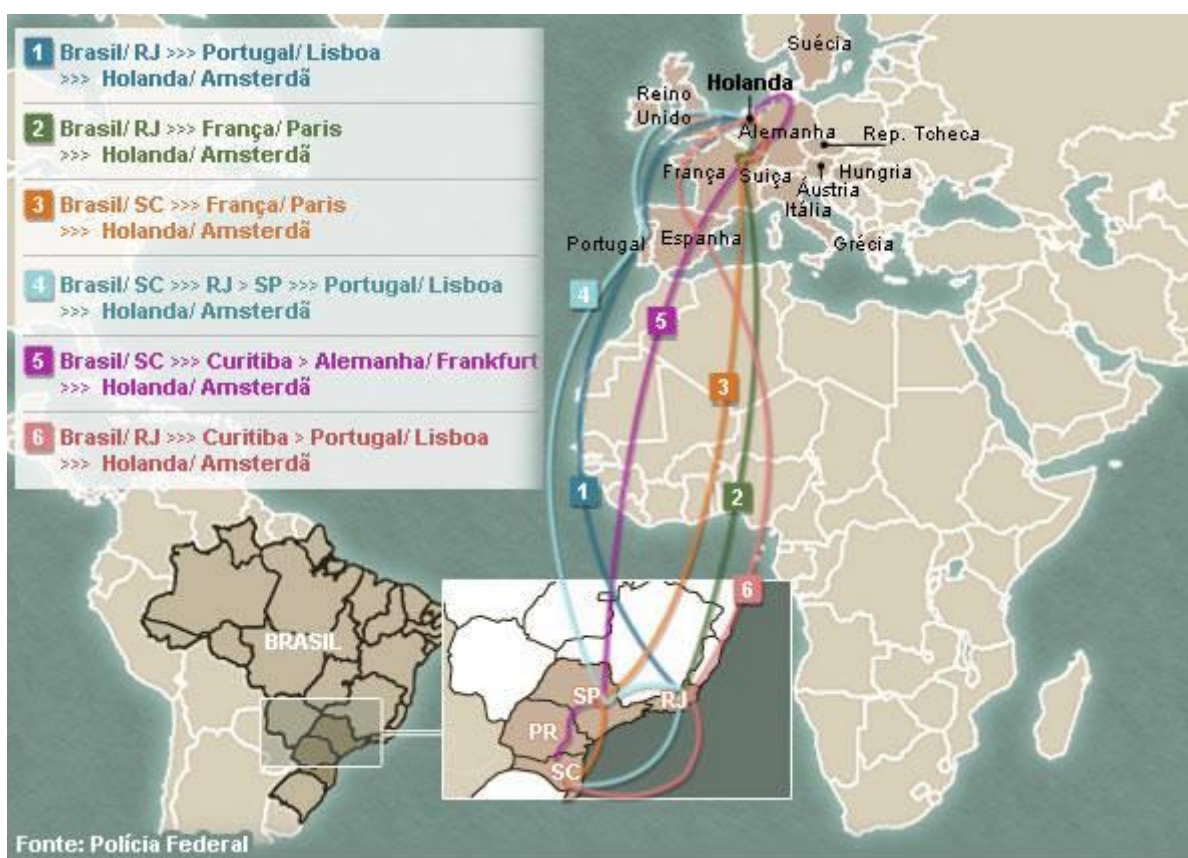 1 Brasil/ RJ >>> Portugal/ Lisboa
>>> Holanda/ Amsterdã
2 Brasil/ RJ >>> França/ Paris
>>> Holanda/ Amsterdã
3 Brasil/ SC >>> França/ Paris
>>> Holanda/ Amsterdã
4 Brasil/ SC >>> RJ > SP >>> Portugal/ Lisboa
>>> Holanda/ Amsterdã
5 Brasil/ SC >>> Curitiba > Alemanha/ Frankfurt
>>> Holanda/ Amsterdã
6 Brasil/ RJ >>> Curitiba > Portugal/ Lisboa
>>> Holanda/ Amsterdã
Suécia
Holanda
Reino
Unido
Alemanha
Rep. Tcheca
França
Suiça
Hungria
Áustria
Itália
Portugal
Espanha
Grécia
4
5
3
1
2
6
BRASIL
SP
RJ
PR
SC
Fonte: Polícia Federal